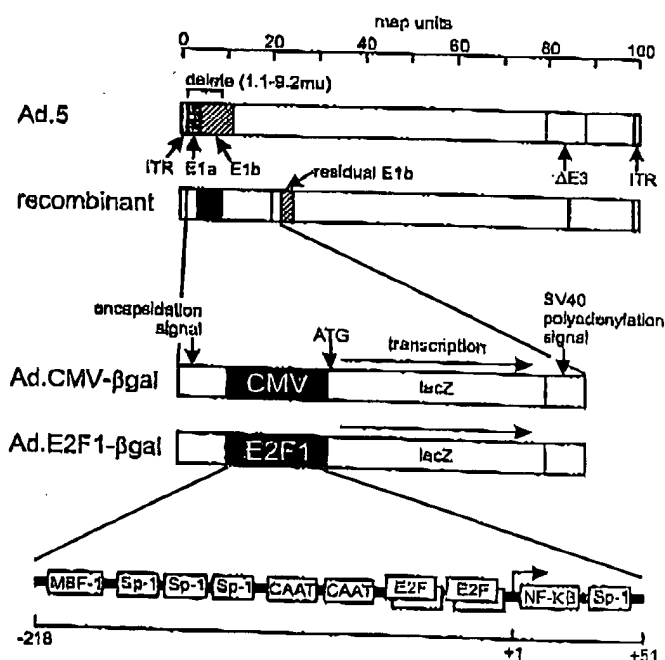 map units
0 20 40 60 80 100
delete (1.1-9.2mu)
Ad.5
ITR E1a E1b ΔE3 ITR
residual E1b
recombinant
encapsidation
signal
ATG
transcription
SV40
polyadenylation
signal
Ad.CMV-βgal CMV lacZ
Ad.E2F1-βgal E2F1 lacZ
MBF-1 Sp-1 Sp-1 Sp-1 CAAT CAAT E2F E2F NF-KB Sp-1
-218 +1 +51